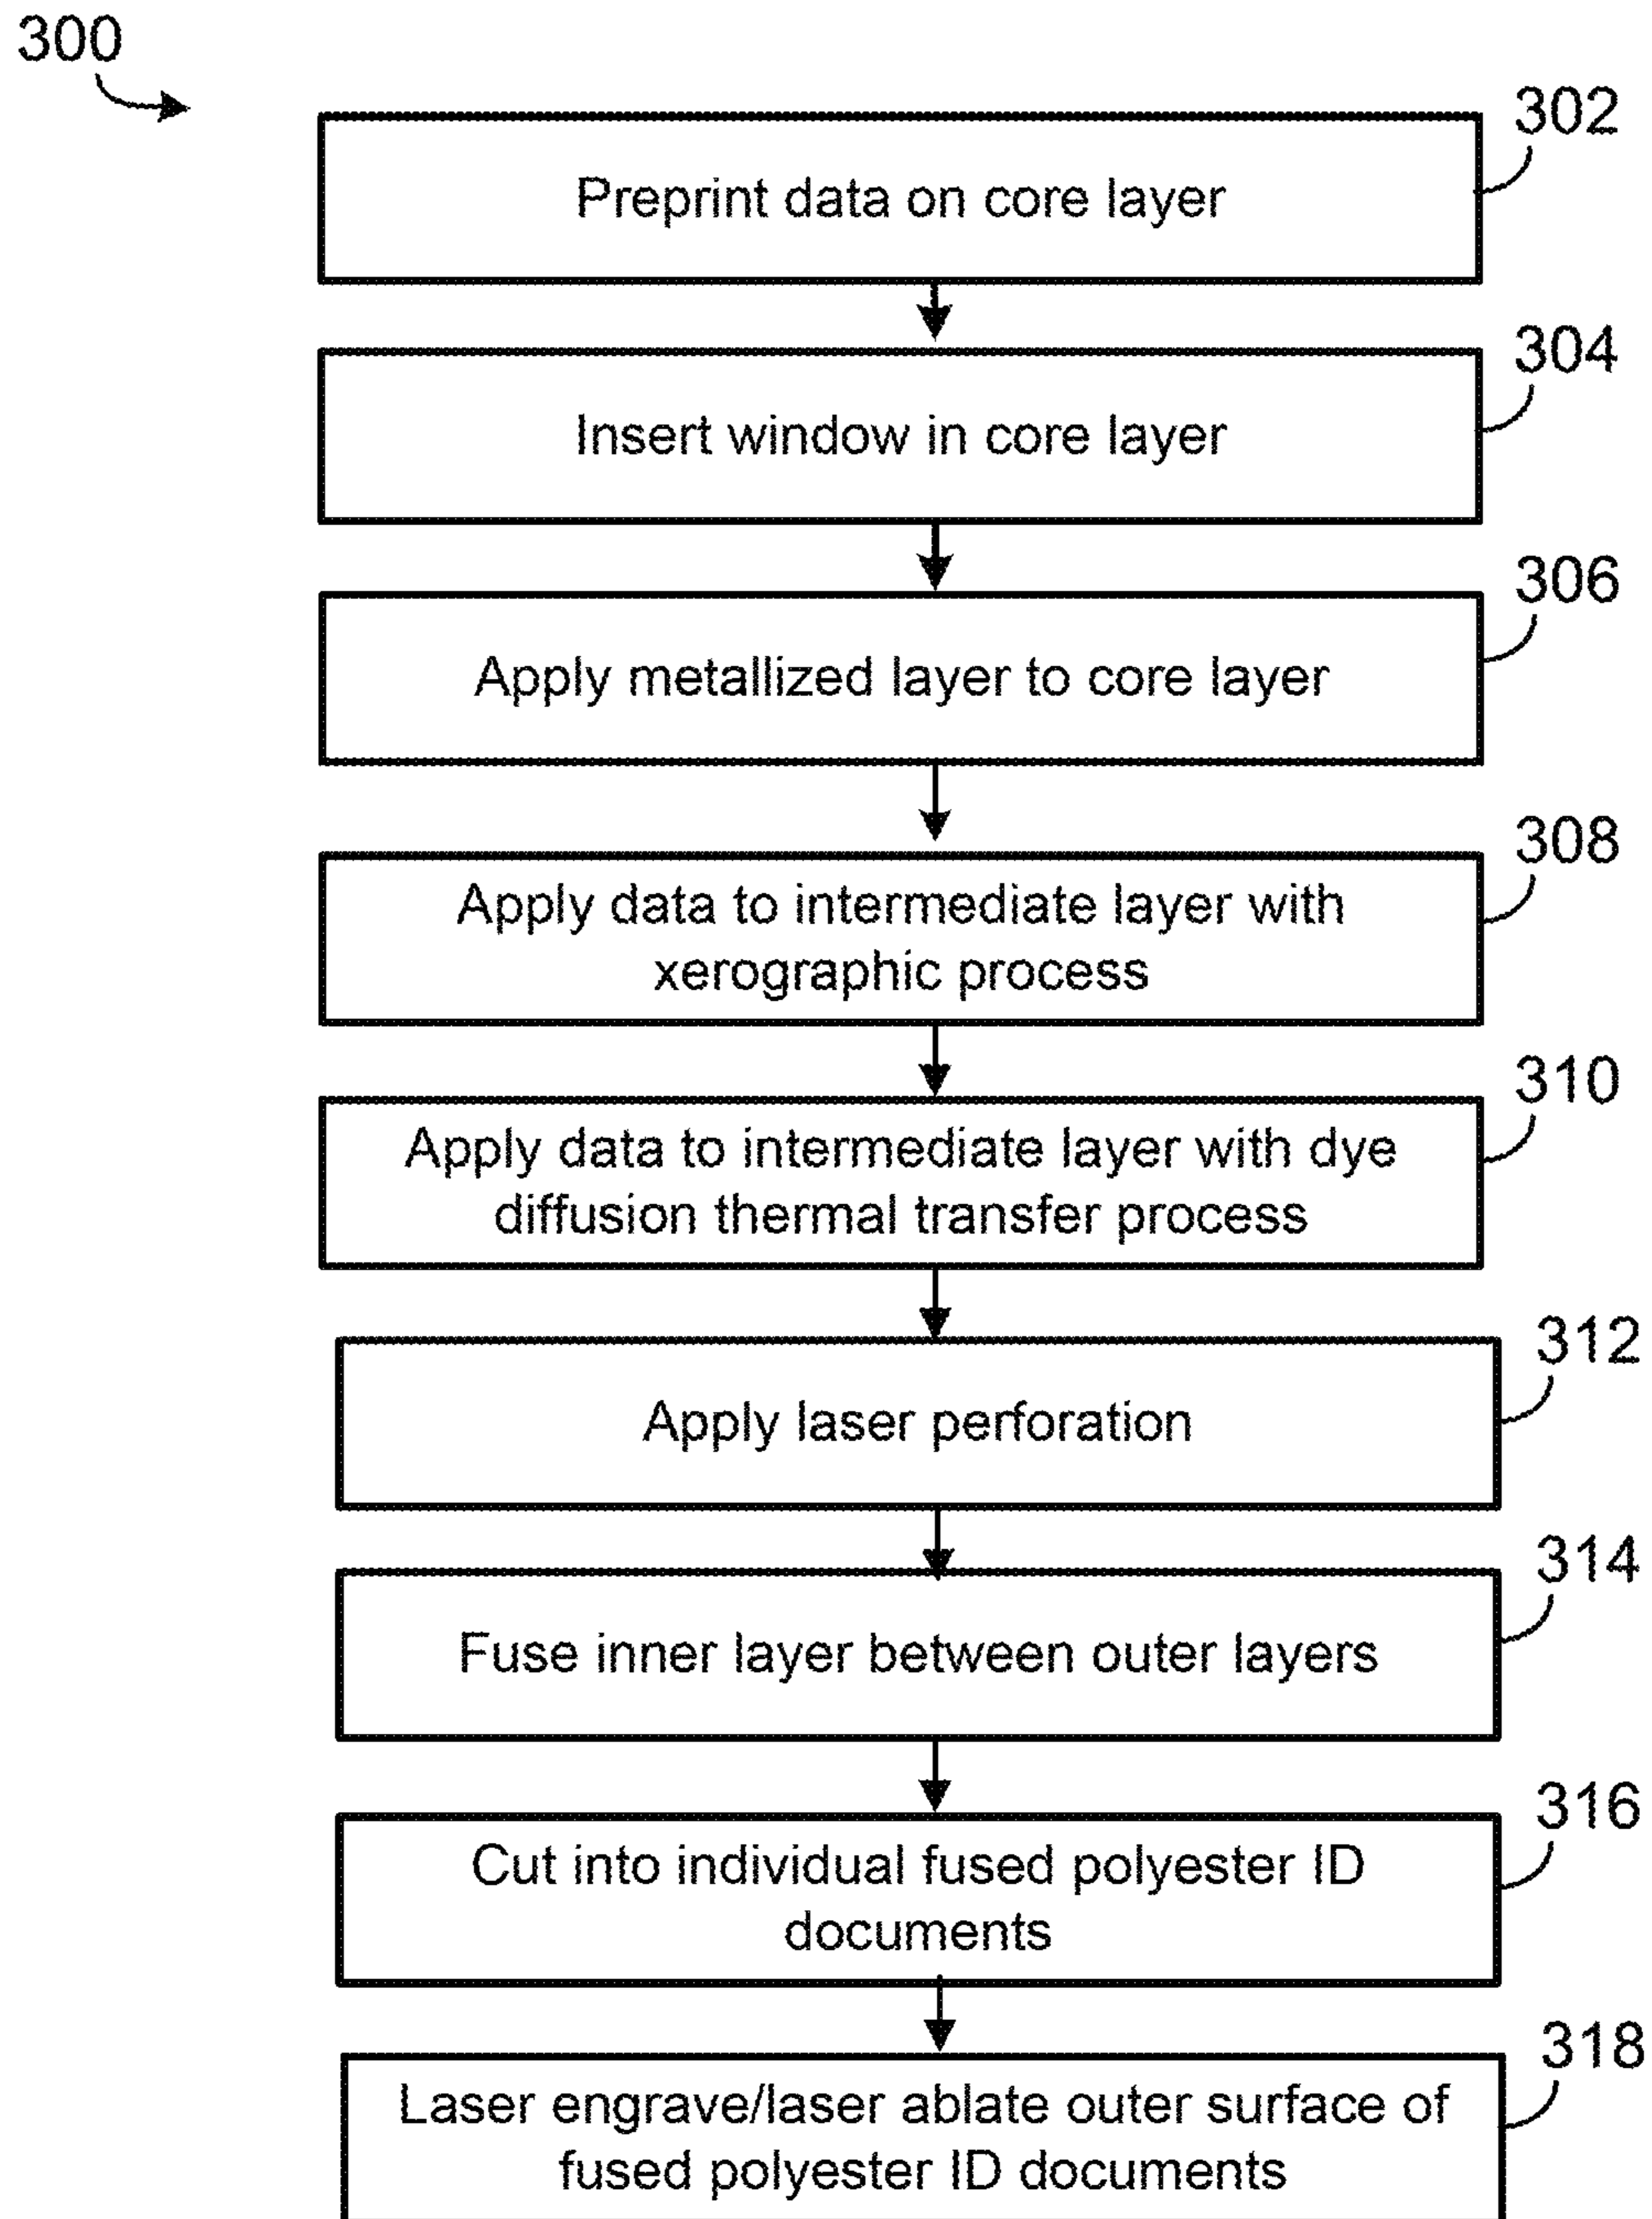 300
302
Preprint data on core layer
304
Insert window in core layer
306
Apply metallized layer to core layer
308
Apply data to intermediate layer with
xerographic process
310
Apply data to intermediate layer with dye
diffusion thermal transfer process
312
Apply laser perforation
314
Fuse inner layer between outer layers
316
Cut into individual fused polyester ID
documents
318
Laser engrave/laser ablate outer surface of
fused polyester ID documents